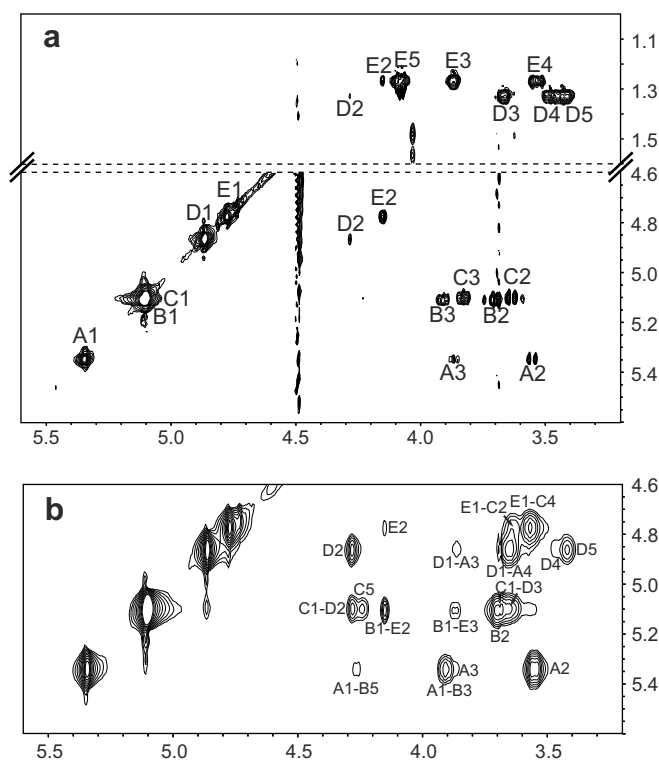 a
1.1
E2 E5 E3 E4
1.3
D2 D3 D4 D5
1.5
4.6
E1
D1 E2
4.8
D2
5.0
C1 C3 C2
B1 B3 B2
5.2
A1
A3 A2
5.4
5.5 5.0 4.5 4.0 3.5
b
4.6
E1-C4
E1-C2
E2
4.8
D2 D5
D1-A3 D4
D1-A4
C1-D3
5.0
C5
C1-D2
B1-E2 B1-E3 B2
5.2
A3 A2
A1-B5 A1-B3
5.4
5.5 5.0 4.5 4.0 3.5